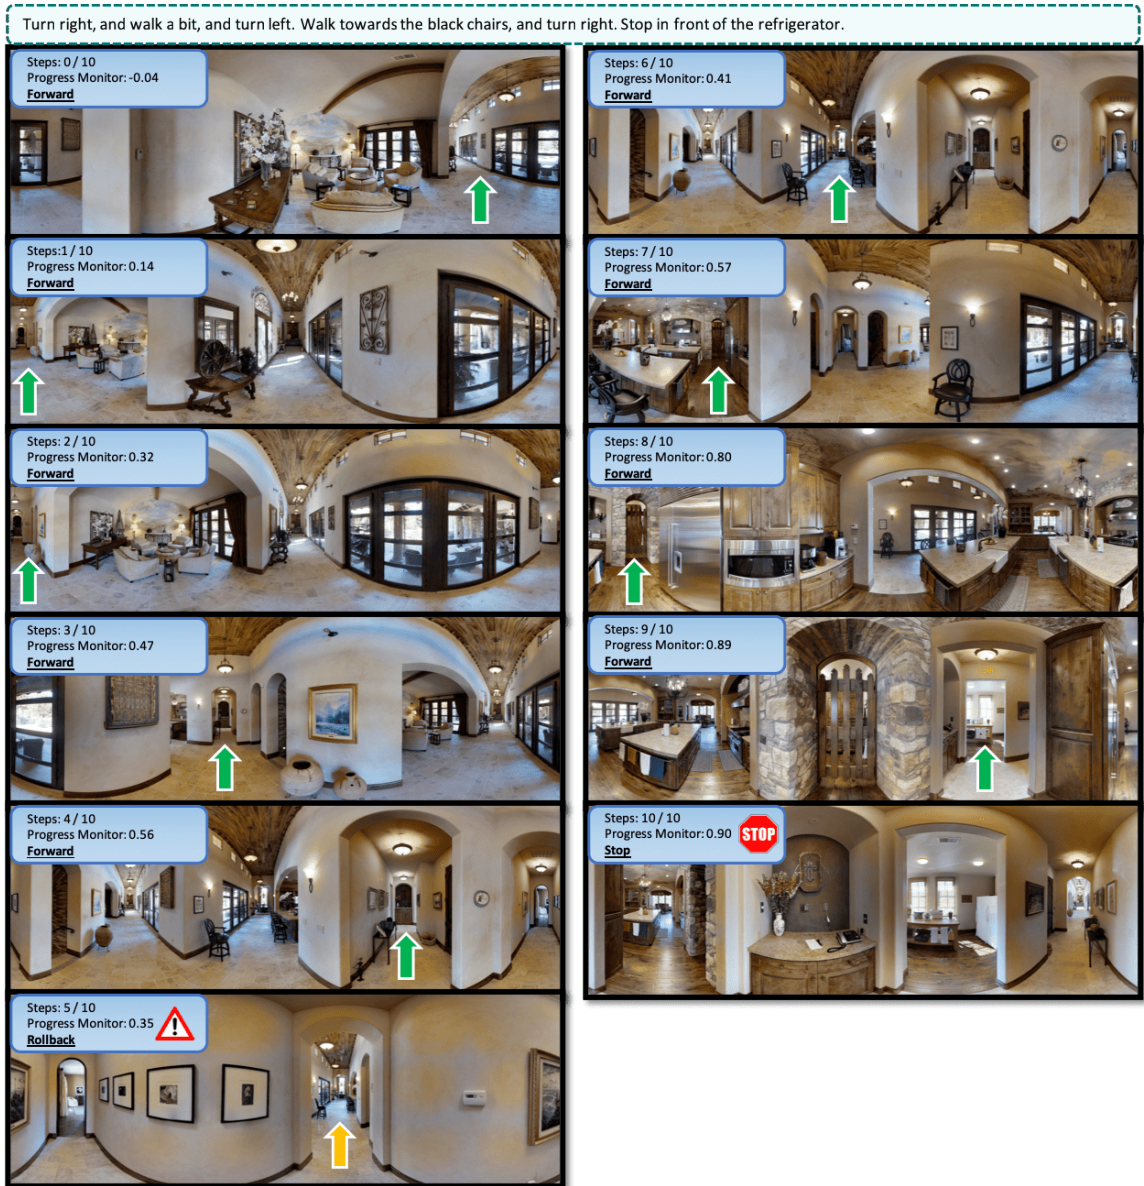 Turn right, and walk a bit, and turn left. Walk towards the black chairs, and turn right. Stop in front of the refrigerator.
Steps: 0 / 10
Progress Monitor: -0.04
Forward
Steps:1 / 10
Progress Monitor: 0.14
Forward
Steps: 2 / 10
Progress Monitor: 0.32
Forward
Steps: 3 / 10
Progress Monitor: 0.47
Forward
Steps: 4 / 10
Progress Monitor: 0.56
Forward
Steps: 5 / 10
Progress Monitor: 0.35
Rollback
Steps: 6 / 10
Progress Monitor: 0.41
Forward
Steps: 7 / 10
Progress Monitor: 0.57
Forward
Steps: 8 / 10
Progress Monitor: 0.80
Forward
Steps: 9 / 10
Progress Monitor: 0.89
Forward
Steps: 10 / 10
Progress Monitor: 0.90
Stop
STOP